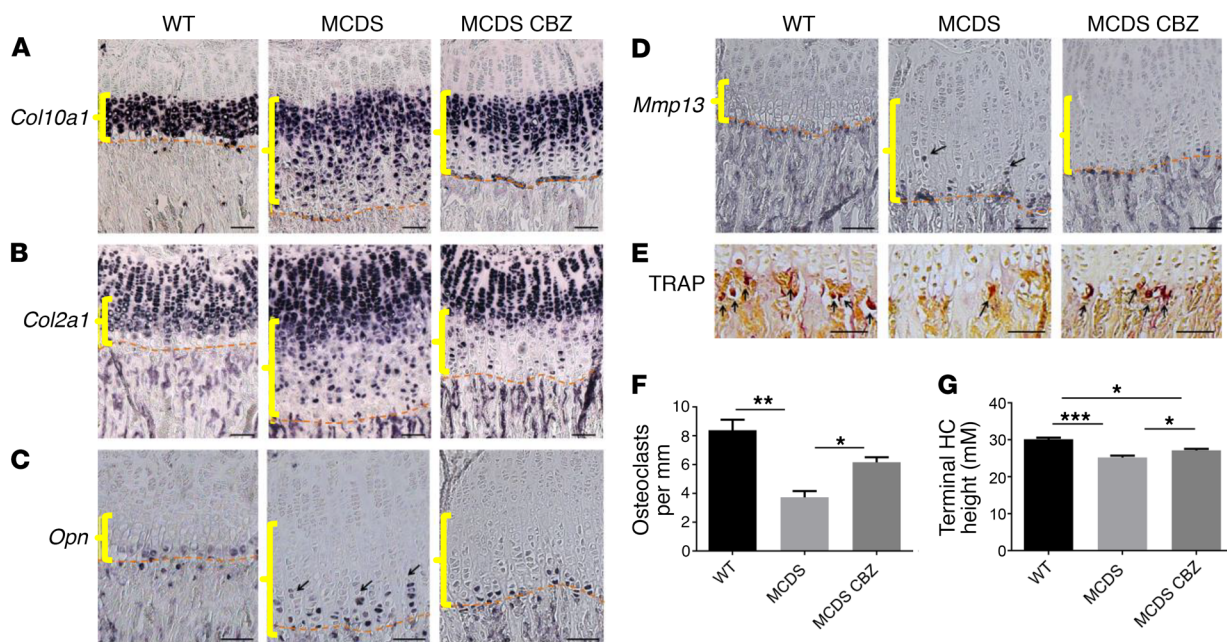 WT MCDS MCDS CBZ
A
Col10a1
B
Col2a1
C
Opn
WT MCDS MCDS CBZ
D
Mmp13
E
TRAP
F
Osteoclasts
per mm
10
8
6
4
2
0
**
*
WT
MCDS
MCDS CBZ
G
Terminal HC
height (mM)
40
30
20
10
0
*
***
*
WT
MCDS
MCDS CBZ